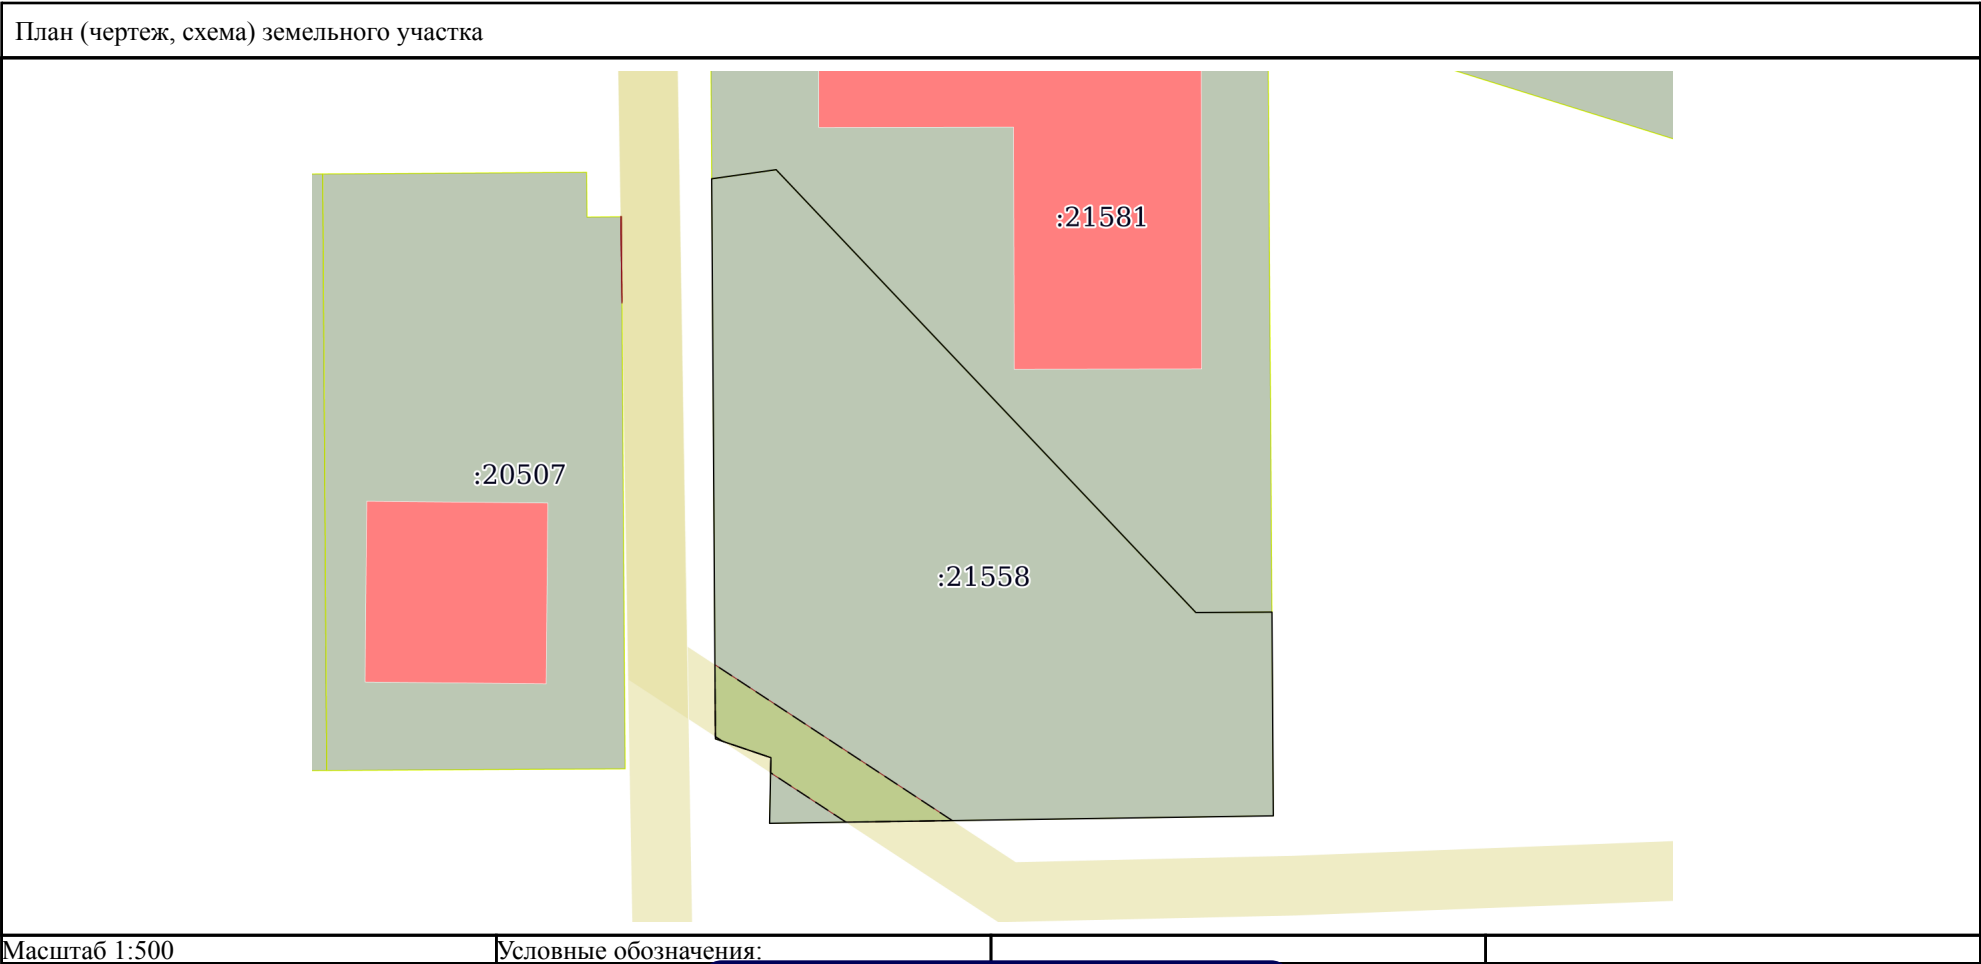 План (чертеж, схема) земельного участка
:21581
:20507
:21558
Масштаб 1:500
Условные обозначения: